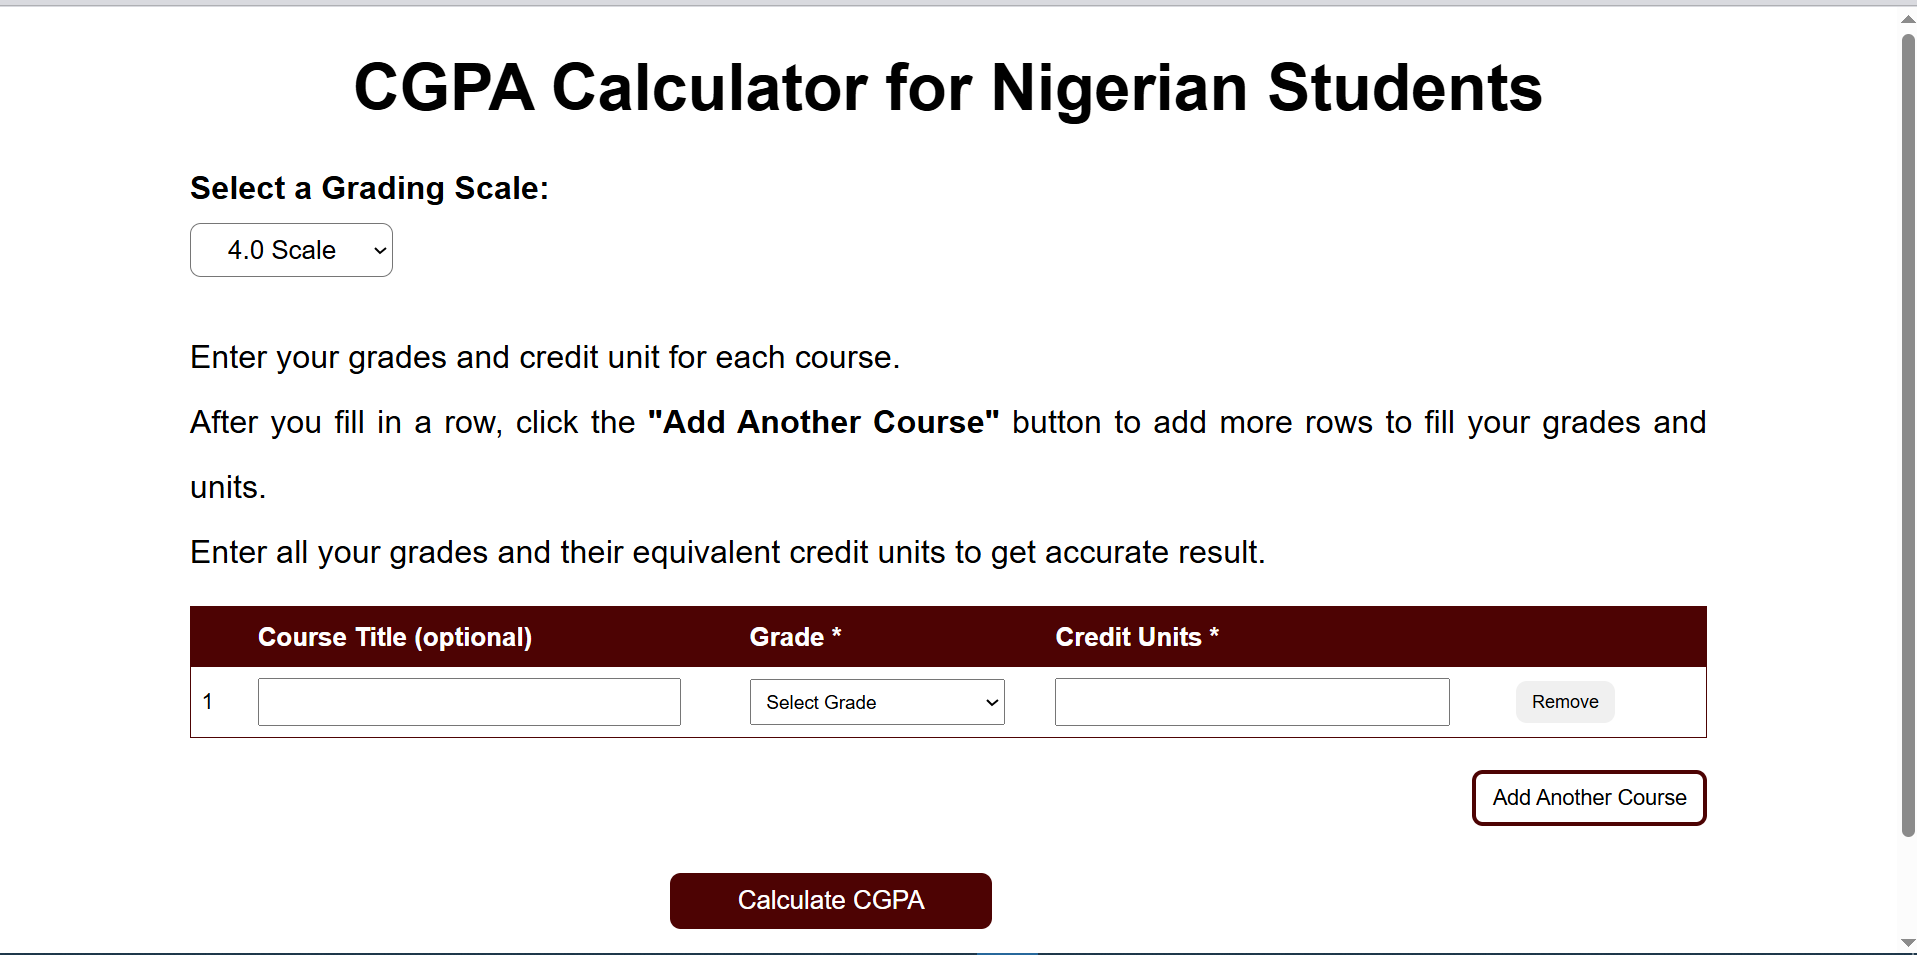 CGPA Calculator for Nigerian Students
Select a Grading Scale:
4.0 Scale
Enter your grades and credit unit for each course.
After you fill in a row, click the "Add Another Course" button to add more rows to fill your grades and
units.
Enter all your grades and their equivalent credit units to get accurate result.
Course Title (optional) Grade * Credit Units *
1 Select Grade Remove
Add Another Course
Calculate CGPA